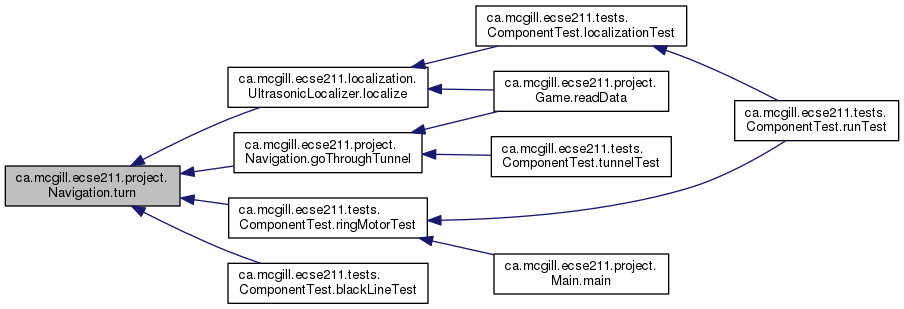 ca.mcgill.ecse211.project.
Navigation.turn
ca.mcgill.ecse211.localization.
UltrasonicLocalizer.localize
ca.mcgill.ecse211.project.
Navigation.goThroughTunnel
ca.mcgill.ecse211.tests.
ComponentTest.ringMotorTest
ca.mcgill.ecse211.tests.
ComponentTest.blackLineTest
ca.mcgill.ecse211.tests.
ComponentTest.localizationTest
ca.mcgill.ecse211.project.
Game.readData
ca.mcgill.ecse211.tests.
ComponentTest.tunnelTest
ca.mcgill.ecse211.project.
Main.main
ca.mcgill.ecse211.tests.
ComponentTest.runTest